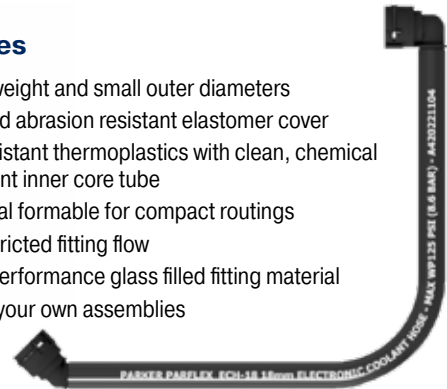 es
weight and small outer diameters
d abrasion resistant elastomer cover
istant thermoplastics with clean, chemical
nt inner core tube
al formable for compact routings
ricted fitting flow
erformance glass filled fitting material
your own assemblies
PARKER PARFLEX ECH-18 18mm ELECTRONIC COOLANT HOSE - MAX WP125 PSI (8.6 BAR) - A420221104